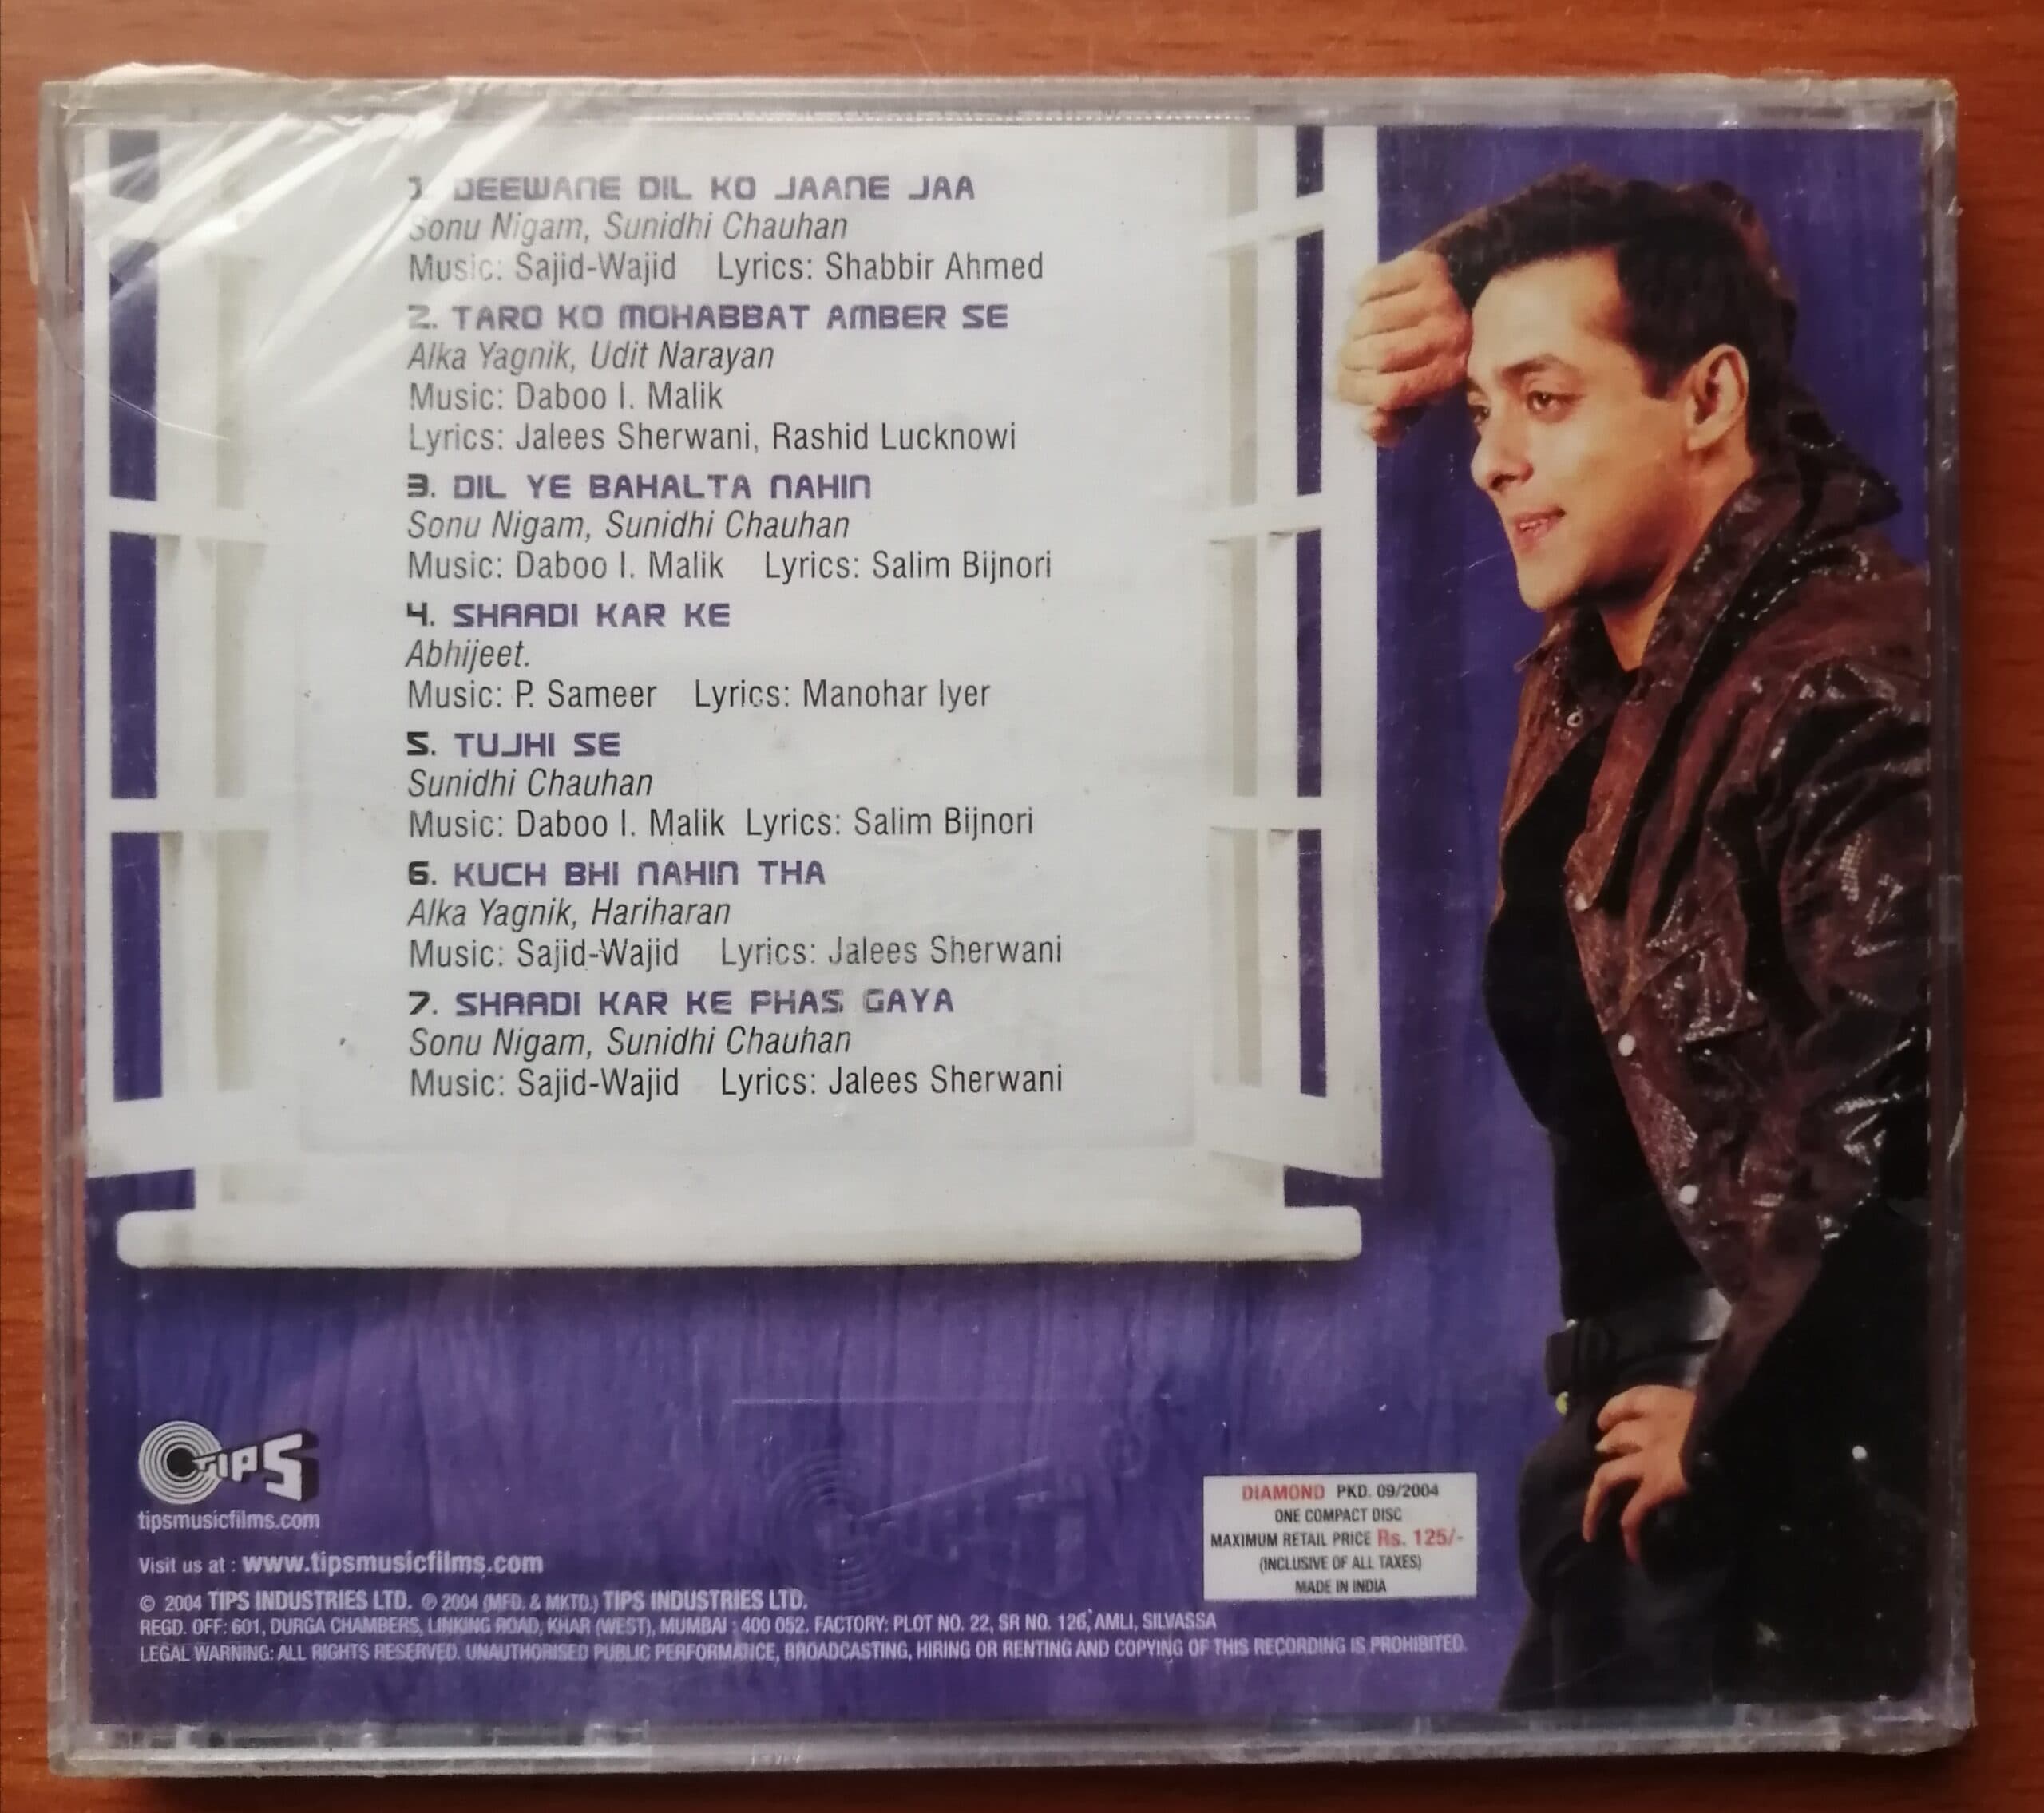 1. DEEWANE DIL KO JAANE JAA
Sonu Nigam, Sunidhi Chauhan
Music: Sajid-Wajid Lyrics: Shabbir Ahmed
2. TARO KO MOHABBAT AMBER SE
Alka Yagnik, Udit Narayan
Music: Daboo I. Malik
Lyrics: Jalees Sherwani, Rashid Lucknowi
3. DIL YE BAHALTA NAHIN
Sonu Nigam, Sunidhi Chauhan
Music: Daboo I. Malik Lyrics: Salim Bijnori
4. SHAADI KAR KE
Abhijeet.
Music: P. Sameer Lyrics: Manohar Iyer
5. TUJHI SE
Sunidhi Chauhan
Music: Daboo I. Malik Lyrics: Salim Bijnori
6. KUCH BHI NAHIN THA
Alka Yagnik, Hariharan
Music: Sajid-Wajid Lyrics: Jalees Sherwani
7. SHAADI KAR KE PHAS GAYA
Sonu Nigam, Sunidhi Chauhan
Music: Sajid-Wajid Lyrics: Jalees Sherwani
TIPS
tipsmusicfilms.com
Visit us at : www.tipsmusicfilms.com
© 2004 TIPS INDUSTRIES LTD. ℗ 2004 (MFD. & MKTD.) TIPS INDUSTRIES LTD.
REGD. OFF: 601, DURGA CHAMBERS, LINKING ROAD, KHAR (WEST), MUMBAI : 400 052. FACTORY: PLOT NO. 22, SR NO. 126, AMLI, SILVASSA
LEGAL WARNING: ALL RIGHTS RESERVED. UNAUTHORISED PUBLIC PERFORMANCE, BROADCASTING, HIRING OR RENTING AND COPYING OF THIS RECORDING IS PROHIBITED.
DIAMOND PKD. 09/2004
ONE COMPACT DISC
MAXIMUM RETAIL PRICE Rs. 125/-
(INCLUSIVE OF ALL TAXES)
MADE IN INDIA